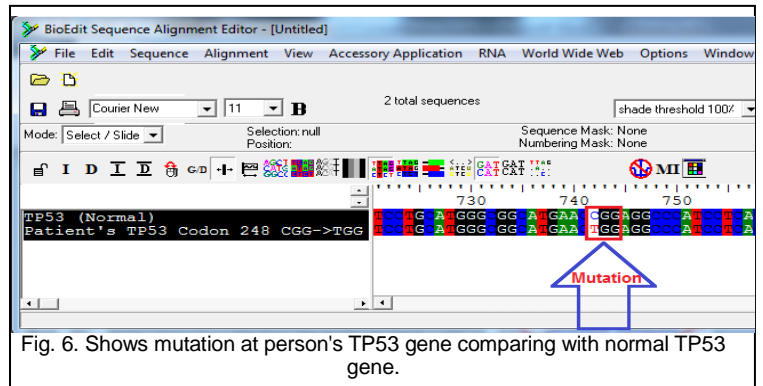 BioEdit Sequence Alignment Editor - [Untitled]
File Edit Sequence Alignment View Accessory Application RNA World Wide Web Options Window
Courier New 11 B 2 total sequences shade threshold 100%
Mode: Select / Slide Selection: null Sequence Mask: None
Position: Numbering Mask: None
I D I D G/D MI
730 740 750
TP53 (Normal) TCCTGCATGGGCGGCATGAACCGGAGGCCCATCCTCA
Patient's TP53 Codon 248 CGG->TGG TCCTGCATGGGCGGCATGAACTGGAGGCCCATCCTCA
Mutation
Fig. 6. Shows mutation at person's TP53 gene comparing with normal TP53
gene.